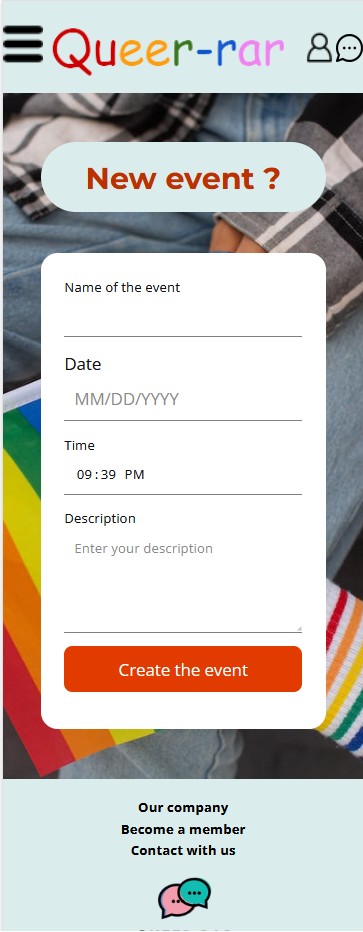 Queer-rar
New event ?
Name of the event
Date
MM/DD/YYYY
Time
09:39 PM
Description
Enter your description
Create the event
Our company
Become a member
Contact with us